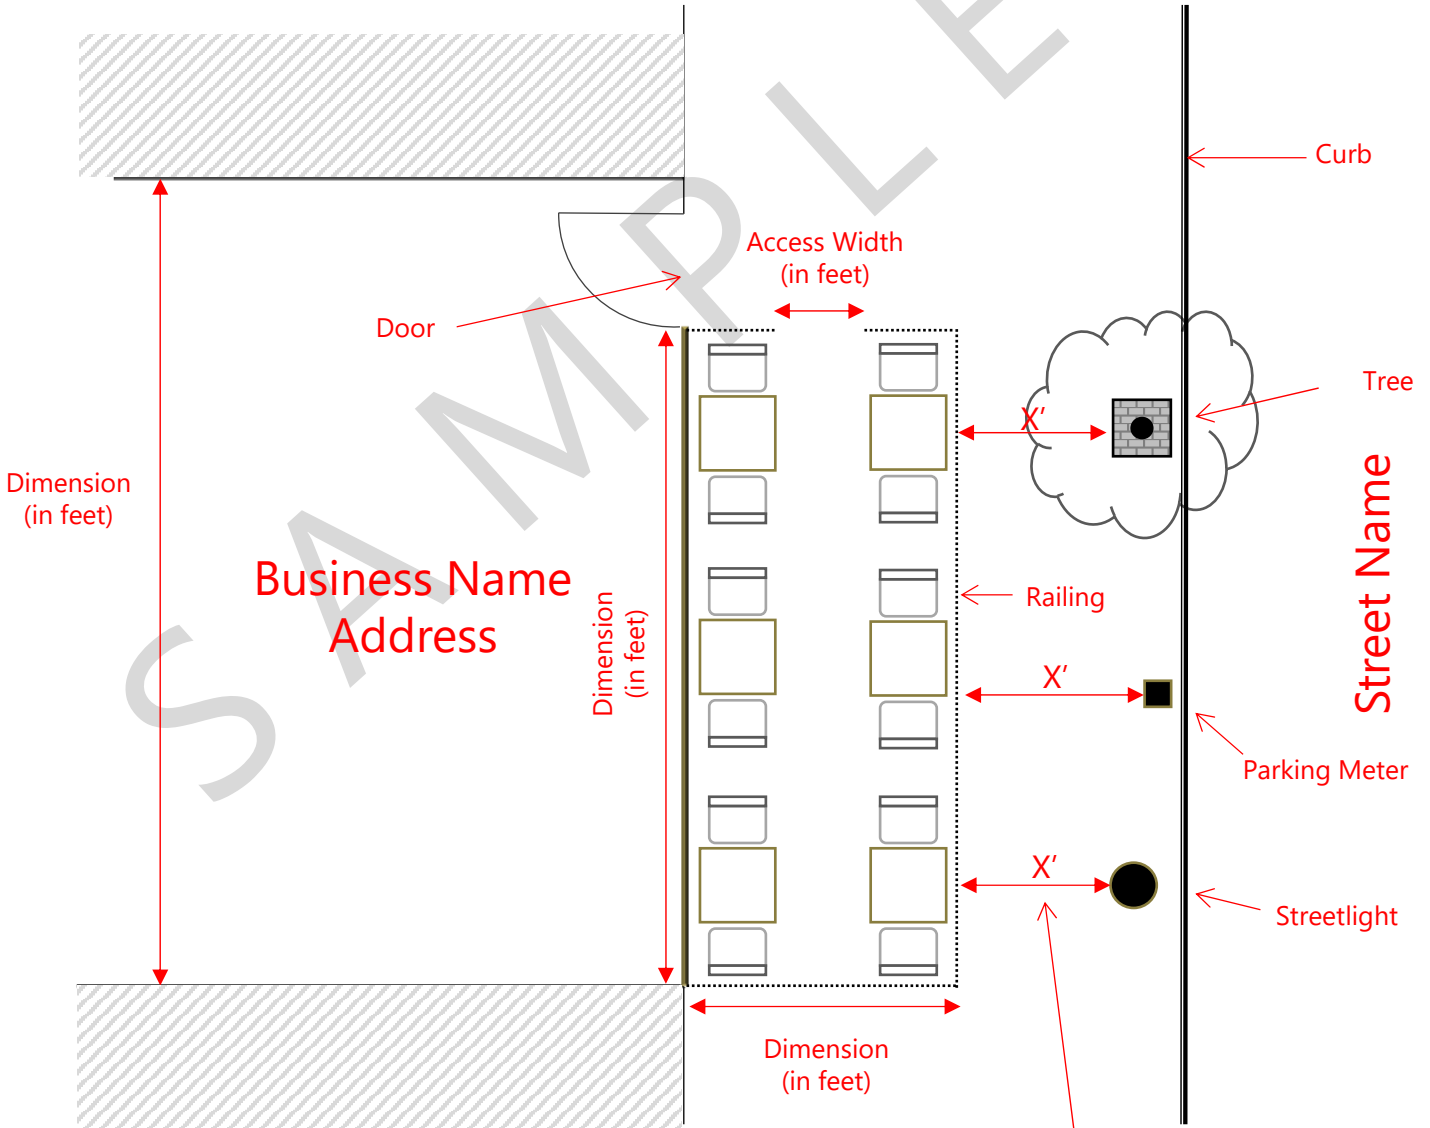 SAMPLE
Curb
Access Width
(in feet)
Door
Tree
X'
Dimension
(in feet)
Business Name
Address
Dimension
(in feet)
Railing
Street Name
X'
Parking Meter
X'
Streetlight
Dimension
(in feet)